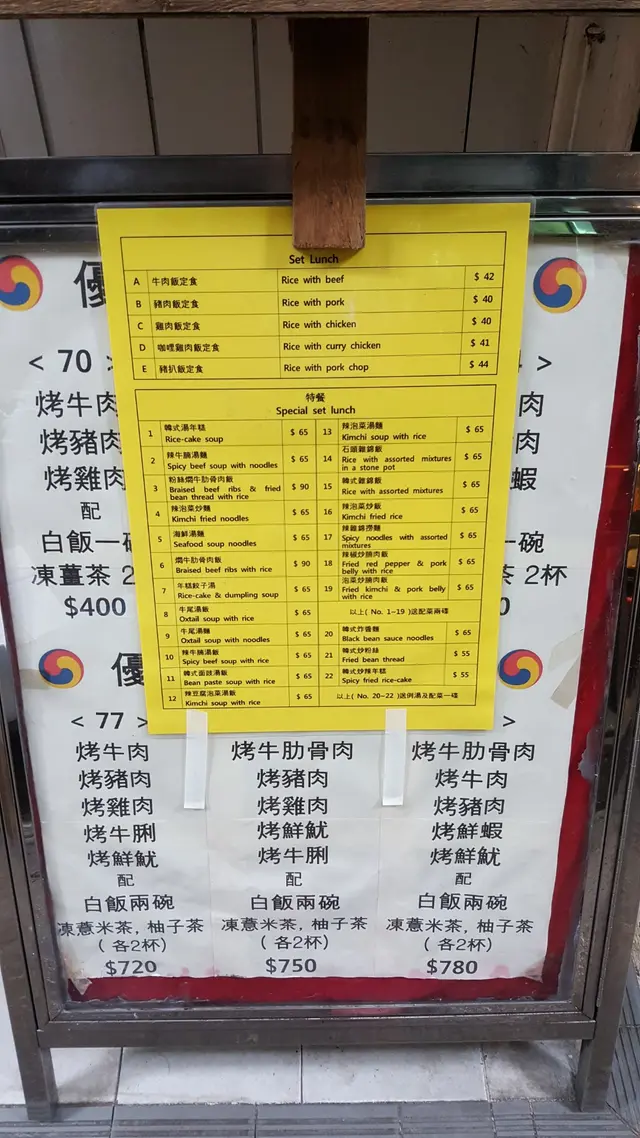 Set Lunch
A 牛肉飯定食 Rice with beef $ 42
B 豬肉飯定食 Rice with pork $ 40
C 雞肉飯定食 Rice with chicken $ 40
D 咖哩雞肉飯定食 Rice with curry chicken $ 41
E 豬扒飯定食 Rice with pork chop $ 44
特餐
Special set lunch
1 韓式湯年糕 $ 65
Rice-cake soup
2 辣牛腩湯麵 $ 65
Spicy beef soup with noodles
3 粉絲燜牛肋骨肉飯 $ 90
Braised beef ribs & fried
bean thread with rice
4 辣泡菜炒麵 $ 65
Kimchi fried noodles
5 海鮮湯麵 $ 65
Seafood soup noodles
6 燜牛肋骨肉飯 $ 90
Braised beef ribs with rice
7 年糕餃子湯 $ 65
Rice-cake & dumpling soup
8 牛尾湯飯 $ 65
Oxtail soup with rice
9 牛尾湯麵 $ 65
Oxtail soup with noodles
10 辣牛腩湯飯 $ 65
Spicy beef soup with rice
11 韓式面豉湯飯 $ 65
Bean paste soup with rice
12 辣豆腐泡菜湯飯 $ 65
Kimchi soup with rice
13 辣泡菜湯麵 $ 65
Kimchi soup with rice
14 石頭雜錦飯 $ 65
Rice with assorted mixtures
in a stone pot
15 韓式雜錦飯 $ 65
Rice with assorted mixtures
16 辣泡菜炒飯 $ 65
Kimchi fried rice
17 辣雜錦撈麵 $ 65
Spicy noodles with assorted
mixtures
18 辣椒炒腩肉飯 $ 65
Fried red pepper & pork
belly with rice
19 泡菜炒腩肉飯 $ 65
Fried kimchi & pork belly
with rice
以上( No. 1~19 )送配菜兩碟
20 韓式炸醬麵 $ 65
Black bean sauce noodles
21 韓式炒粉絲 $ 55
Fried bean thread
22 韓式炒辣年糕 $ 55
Spicy fried rice-cake
以上( No. 20~22 )送例湯及配菜一碟
優
< 70
烤牛肉
烤豬肉
烤雞肉
配
白飯一碗
凍薑茶 2
$400
>
肉
肉
蝦
一碗
茶 2杯
0
優
< 77 >
烤牛肉
烤豬肉
烤雞肉
烤牛脷
烤鮮魷
配
白飯兩碗
凍薏米茶, 柚子茶
( 各2杯)
$720
烤牛肋骨肉
烤豬肉
烤雞肉
烤鮮魷
烤牛脷
配
白飯兩碗
凍薏米茶, 柚子茶
( 各2杯)
$750
>
烤牛肋骨肉
烤牛肉
烤豬肉
烤鮮蝦
烤鮮魷
配
白飯兩碗
凍薏米茶, 柚子茶
( 各2杯)
$780